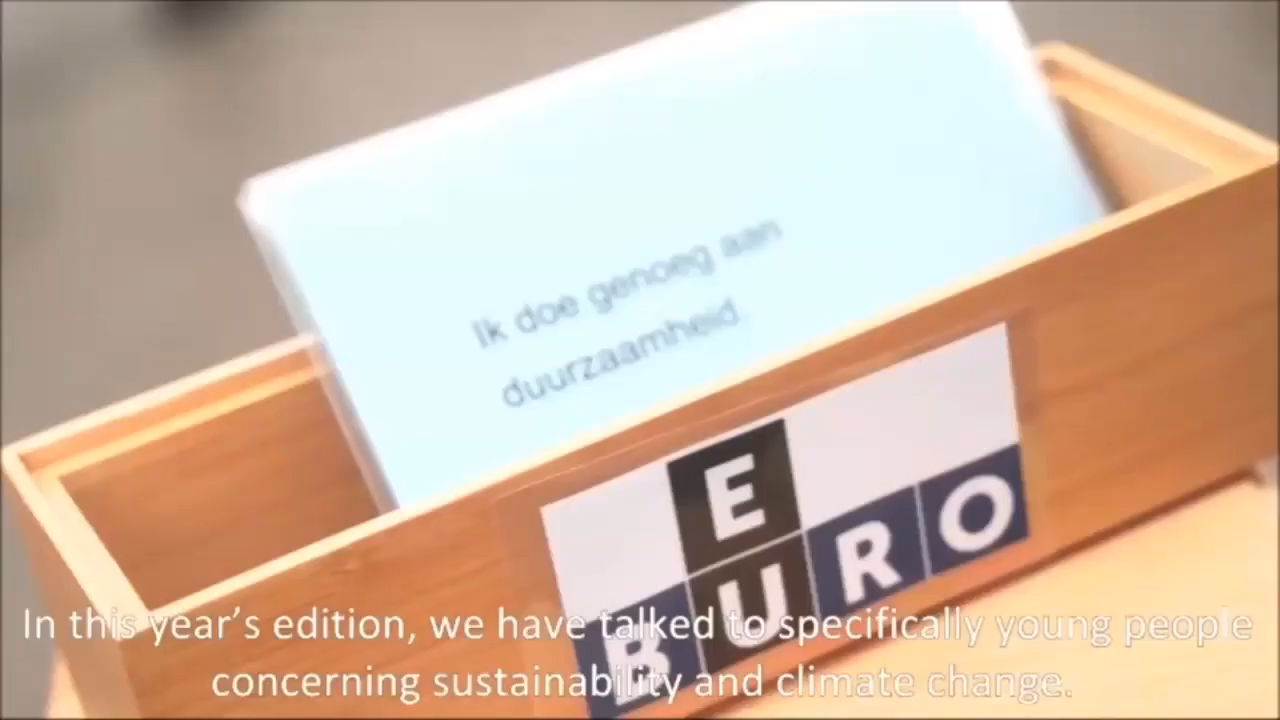 Ik doe genoeg aan
duurzaamheid.
E
BURO
In this year’s edition, we have talked to specifically young people
concerning sustainability and climate change.